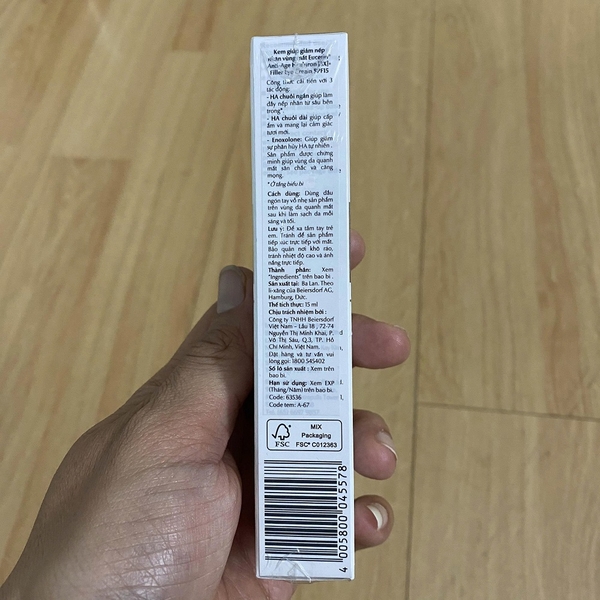 Kem giúp giảm nếp
nhăn vùng mắt Eucerin
Anti-Age Hyaluron [3X]+
Filler Eye Cream SPF15
Công thức cải tiến với 3
tác động:
- HA chuỗi ngắn giúp làm
đầy nếp nhăn từ sâu bên
trong*.
- HA chuỗi dài giúp cấp
ẩm và mang lại cảm giác
tươi mới.
- Enoxolone: Giúp giảm
sự phân hủy HA tự nhiên.
Sản phẩm được chứng
minh giúp vùng da quanh
mắt săn chắc và căng
mọng.
*Ở tầng biểu bì
Cách dùng: Dùng đầu
ngón tay vỗ nhẹ sản phẩm
trên vùng da quanh mắt
sau khi làm sạch da mỗi
sáng và tối.
Lưu ý: Để xa tầm tay trẻ
em. Tránh để sản phẩm
tiếp xúc trực tiếp với mắt.
Bảo quản nơi khô ráo,
tránh nhiệt độ cao và ánh
nắng trực tiếp.
Thành phần: Xem
"Ingredients" trên bao bì.
Sản xuất tại: Ba Lan. Theo
li-xăng của Beiersdorf AG,
Hamburg, Đức.
Thể tích thực: 15 ml
Chịu trách nhiệm bởi :
Công ty TNHH Beiersdorf
Việt Nam - Lầu 18 , 72-74
Nguyễn Thị Minh Khai, P.
Võ Thị Sáu, Q.3, TP. Hồ
Chí Minh, Việt Nam.
Đặt hàng và tư vấn vui
lòng gọi: 1800 545402
Số lô sản xuất : Xem trên
bao bì.
Hạn sử dụng: Xem EXP
(Tháng/Năm) trên bao bì.
Code: 63536
Code tem: A-67
FSC
MIX
Packaging
FSC® C012363
4 005800 045578